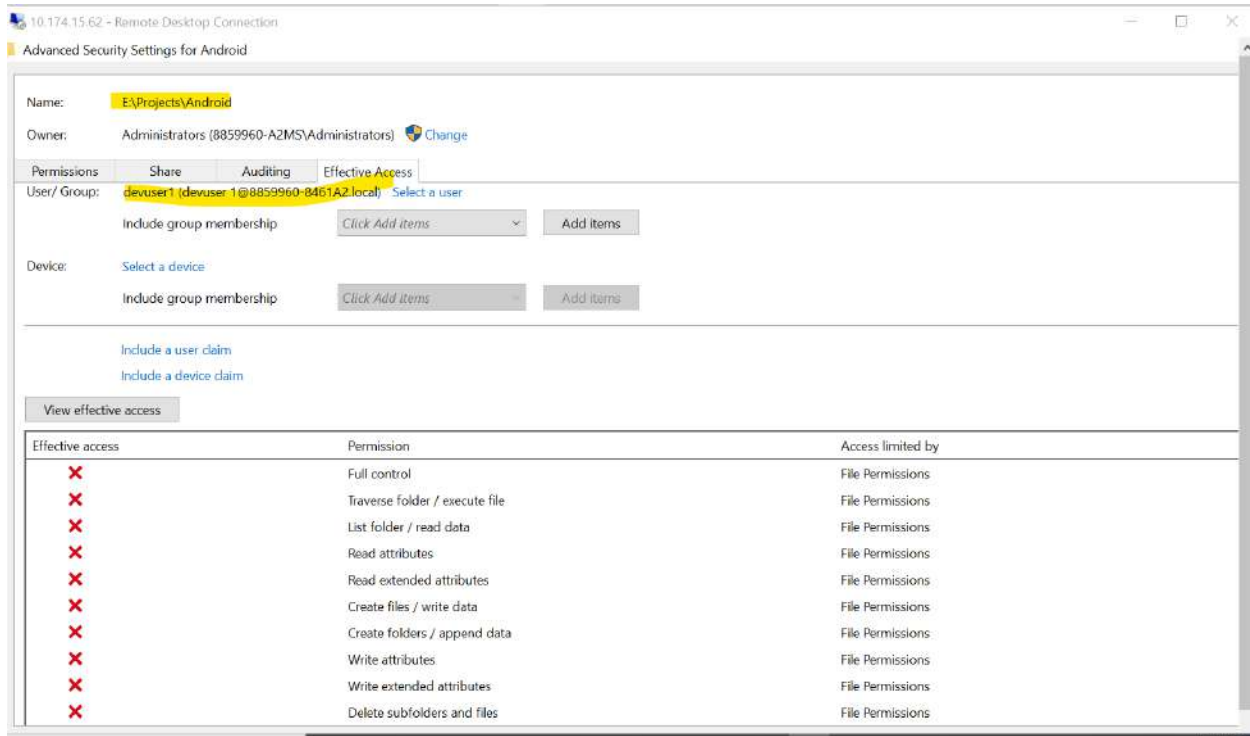 10.174.15.62 - Remote Desktop Connection
Advanced Security Settings for Android
Name: E:\Projects\Android
Owner: Administrators (8859960-A2MS\Administrators) Change
Permissions Share Auditing Effective Access
User/ Group: devuser1 (devuser 1@8859960-8461A2.local) Select a user
Include group membership Click Add items Add items
Device: Select a device
Include group membership Click Add items Add items
Include a user claim
Include a device claim
View effective access
Effective access Permission Access limited by
Full control File Permissions
Traverse folder / execute file File Permissions
List folder / read data File Permissions
Read attributes File Permissions
Read extended attributes File Permissions
Create files / write data File Permissions
Create folders / append data File Permissions
Write attributes File Permissions
Write extended attributes File Permissions
Delete subfolders and files File Permissions